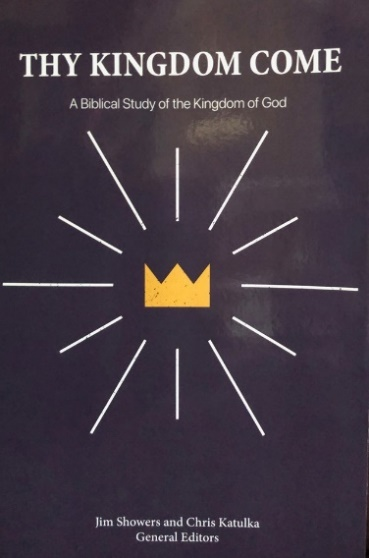 THY KINGDOM COME
A Biblical Study of the Kingdom of God
Jim Showers and Chris Katulka
General Editors